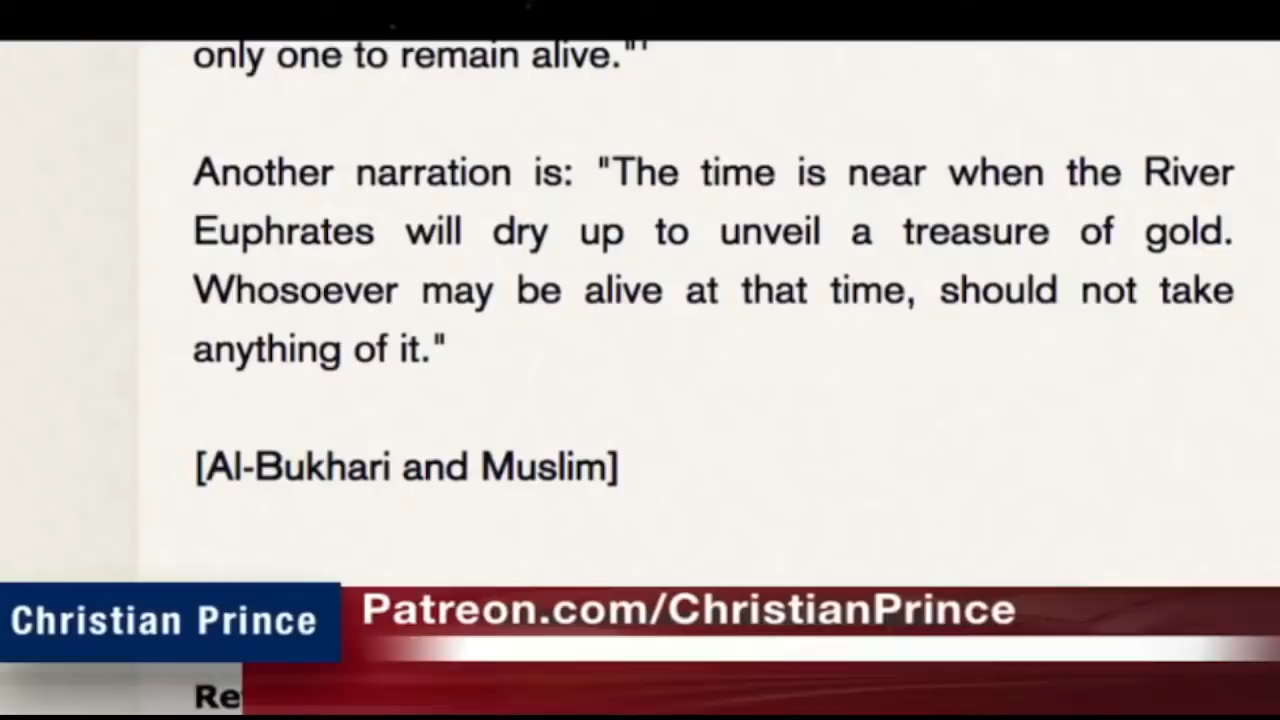 only one to remain alive."'
Another narration is: "The time is near when the River
Euphrates will dry up to unveil a treasure of gold.
Whosoever may be alive at that time, should not take
anything of it."
[Al-Bukhari and Muslim]
Christian Prince
Patreon.com/ChristianPrince